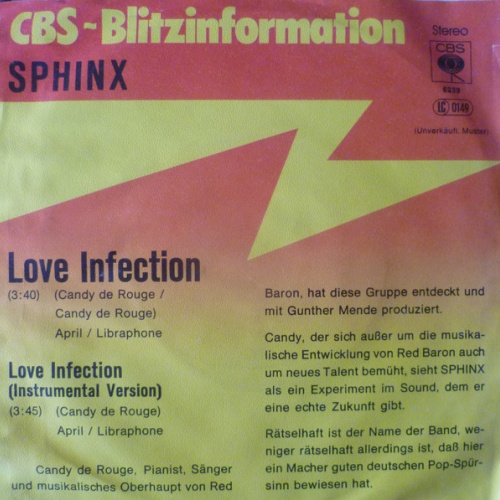 CBS~Blitzinformation
Stereo
CBS
SPHINX
LC 0149
(Unverkäufl. Muster)
Love Infection
(3:40) (Candy de Rouge /
Candy de Rouge)
April / Libraphone
Love Infection
(Instrumental Version)
(3:45) (Candy de Rouge)
April / Libraphone
Candy de Rouge, Pianist, Sänger
und musikalisches Oberhaupt von Red
Baron, hat diese Gruppe entdeckt und
mit Gunther Mende produziert.
Candy, der sich außer um die musika-
lische Entwicklung von Red Baron auch
um neues Talent bemüht, sieht SPHINX
als ein Experiment im Sound, dem er
eine echte Zukunft gibt.
Rätselhaft ist der Name der Band, we-
niger rätselhaft allerdings ist, daß hier
ein Macher guten deutschen Pop-Spür-
sinn bewiesen hat.